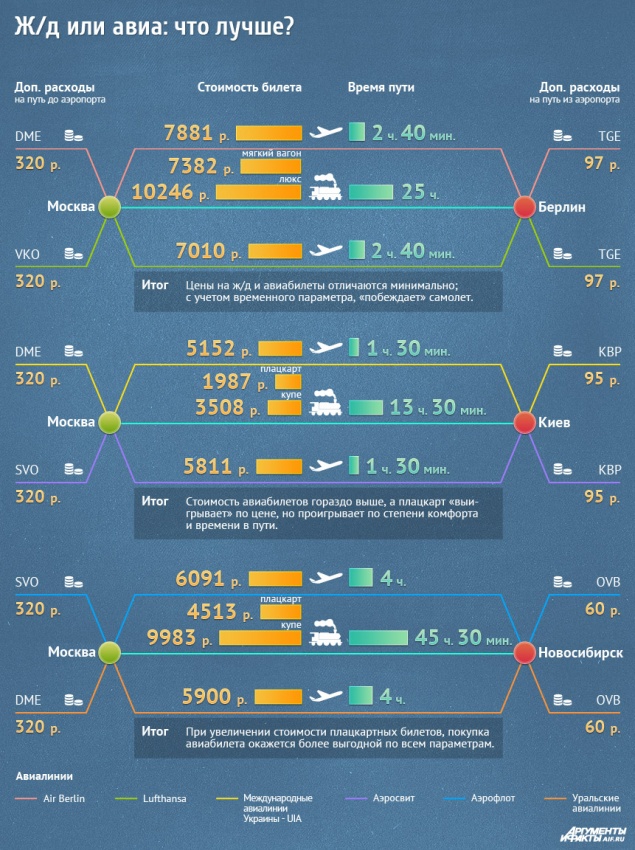 Ж/д или авиа: что лучше?
Доп. расходы
на путь до аэропорта
Стоимость билета
Время пути
Доп. расходы
на путь из аэропорта
DME
7881 р.
2 ч. 40 мин.
TGE
320 р.
97 р.
мягкий вагон
7382 р.
люкс
10246 р.
25 ч.
Москва
Берлин
VKO
7010 р.
2 ч. 40 мин.
TGE
320 р.
97 р.
Итог
Цены на ж/д и авиабилеты отличаются минимально;
с учетом временного параметра, «побеждает» самолет.
DME
5152 р.
1 ч. 30 мин.
KBP
320 р.
95 р.
плацкарт
1987 р.
купе
3508 р.
13 ч. 30 мин.
Москва
Киев
SVO
5811 р.
1 ч. 30 мин.
KBP
320 р.
95 р.
Итог
Стоимость авиабилетов гораздо выше, а плацкарт «выи-
грывает» по цене, но проигрывает по степени комфорта
и времени в пути.
SVO
6091 р.
4 ч.
OVB
320 р.
60 р.
плацкарт
4513 р.
купе
9983 р.
45 ч. 30 мин.
Москва
Новосибирск
DME
5900 р.
4 ч.
OVB
320 р.
60 р.
Итог
При увеличении стоимости плацкартных билетов, покупка
авиабилета окажется более выгодной по всем параметрам.
Авиалинии
Air Berlin
Lufthansa
Международные
авиалинии
Украины - UIA
Аэросвит
Аэрофлот
Уральские
авиалинии
АРГУМЕНТЫ
И ФАКТЫ AIF.RU